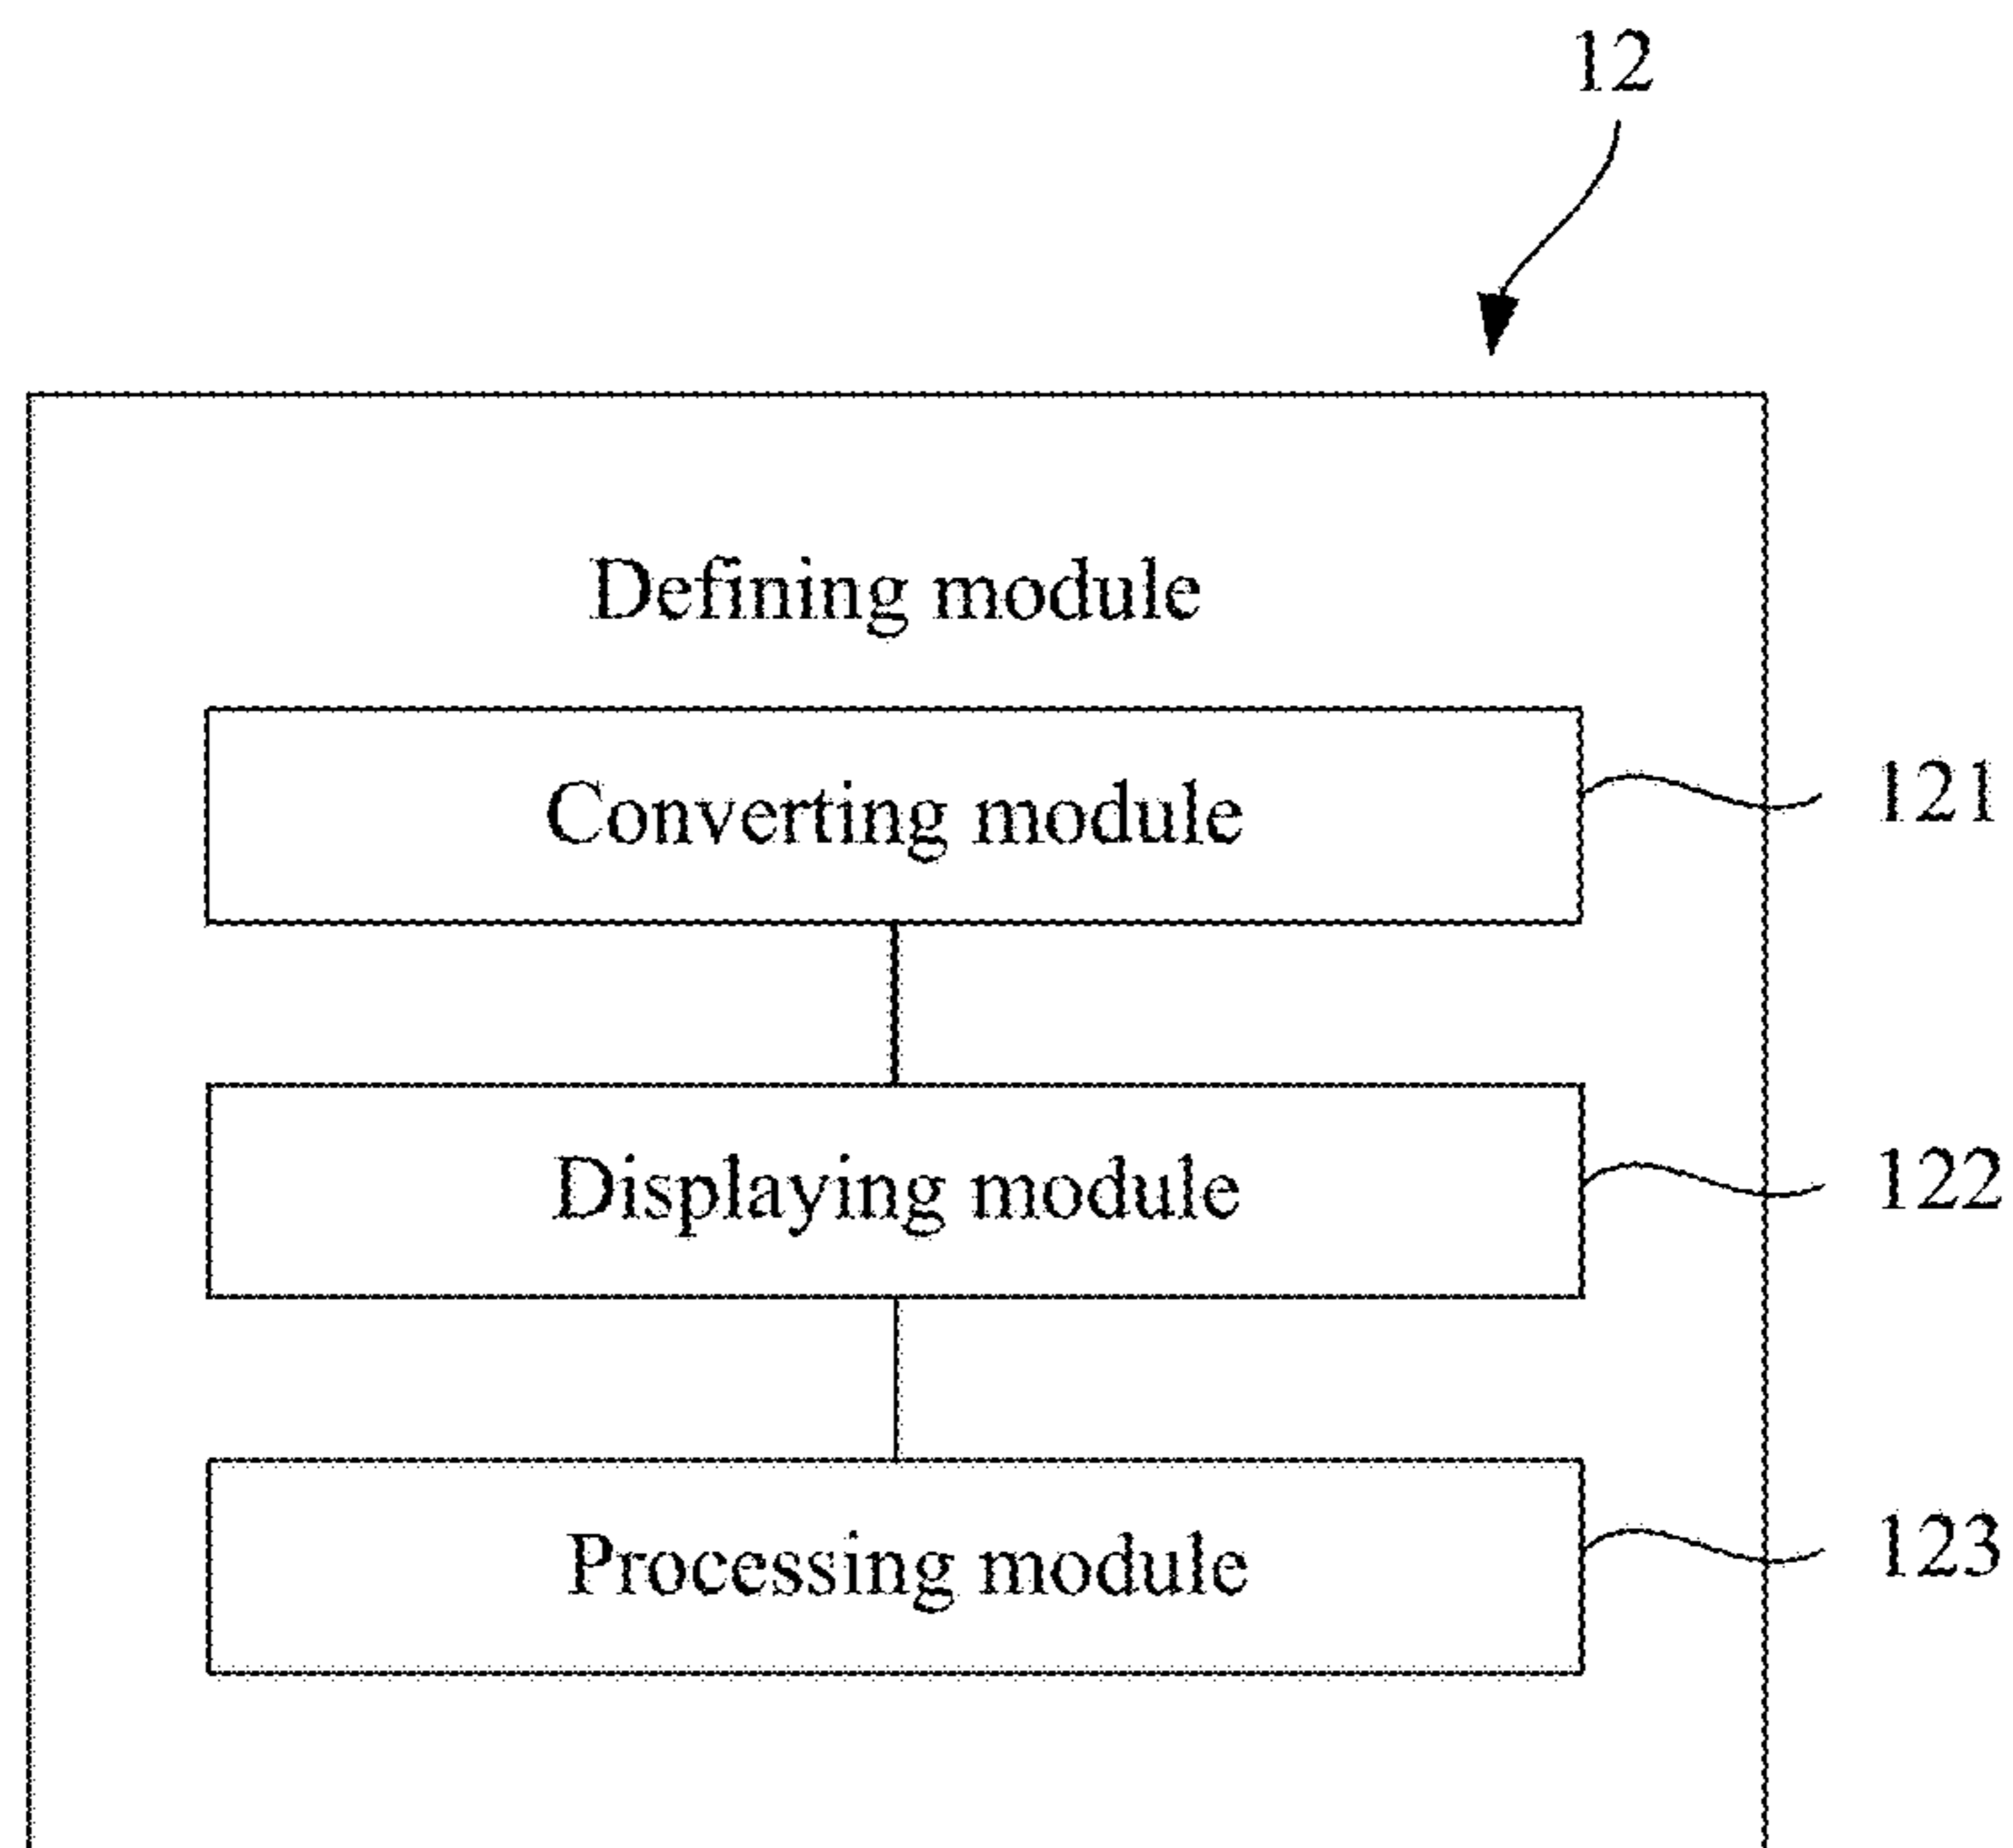 12
Defining module
Converting module
121
Displaying module
122
Processing module
123